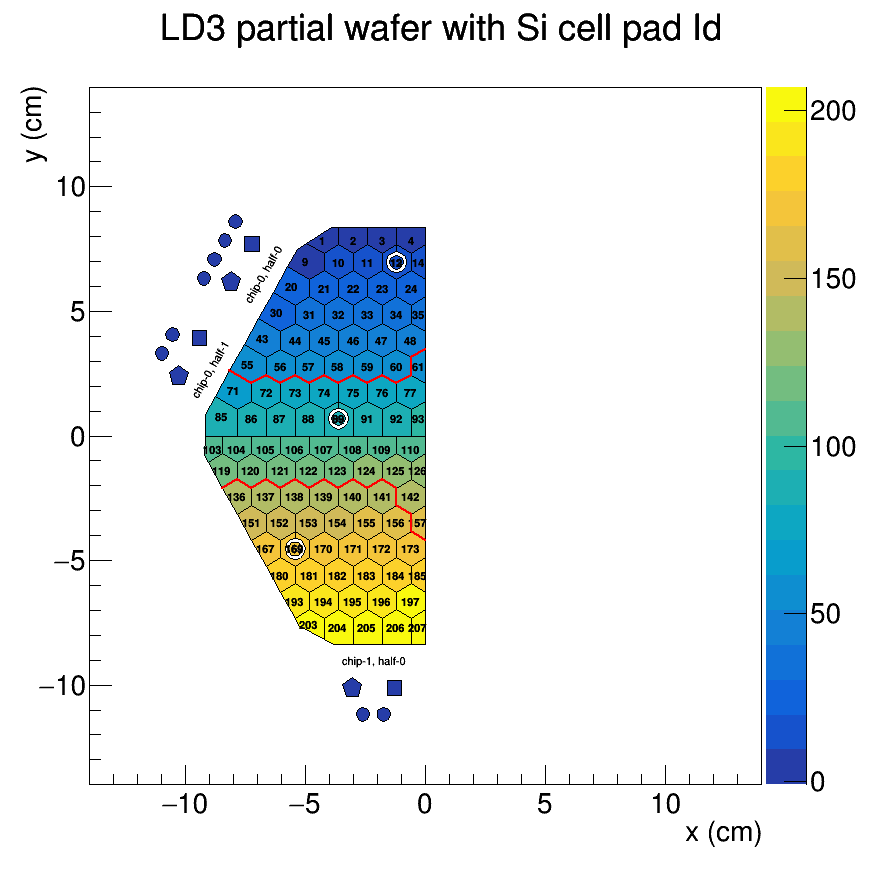 LD3 partial wafer with Si cell pad Id
y (cm)
10
5
0
−5
−10
−10
−5
0
5
10
x (cm)
200
150
100
50
0
chip-0, half-0
chip-0, half-1
1 2 3 4
9 10 11 12 14
20 21 22 23 24
30 31 32 33 34 35
43 44 45 46 47 48
55 56 57 58 59 60 61
71 72 73 74 75 76 77
85 86 87 88 91 92 93
103 104 105 106 107 108 109 110
119 120 121 122 123 124 125 126
136 137 138 139 140 141 142
151 152 153 154 155 156 157
167 169 170 171 172 173
180 181 182 183 184 185
193 194 195 196 197
203 204 205 206 207
chip-1, half-0